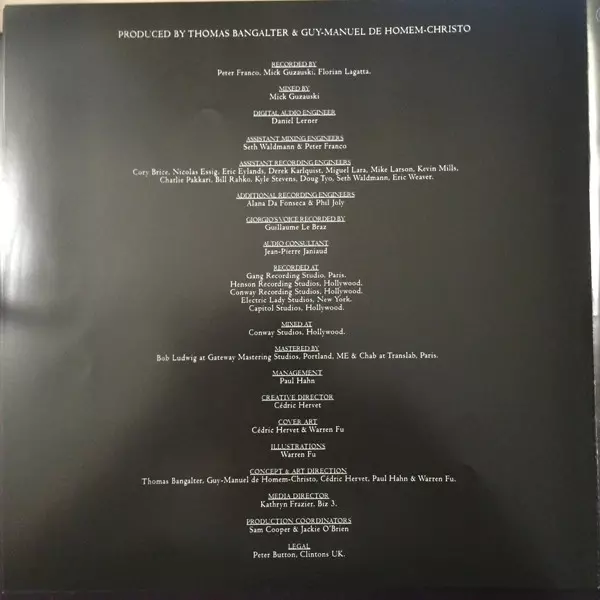 PRODUCED BY THOMAS BANGALTER & GUY-MANUEL DE HOMEM-CHRISTO
RECORDED BY
Peter Franco, Mick Guzauski, Florian Lagatta.
MIXED BY
Mick Guzauski
DIGITAL AUDIO ENGINEER
Daniel Lerner
ASSISTANT MIXING ENGINEERS
Seth Waldmann & Peter Franco
ASSISTANT RECORDING ENGINEERS
Cory Brice, Nicolas Essig, Eric Eylands, Derek Karlquist, Miguel Lara, Mike Larson, Kevin Mills,
Charlie Pakkari, Bill Rahko, Kyle Stevens, Doug Tyo, Seth Waldmann, Eric Weaver.
ADDITIONAL RECORDING ENGINEERS
Alana Da Fonseca & Phil Joly
GIORGIO'S VOICE RECORDED BY
Guillaume Le Braz
AUDIO CONSULTANT
Jean-Pierre Janiaud
RECORDED AT
Gang Recording Studio, Paris.
Henson Recording Studios, Hollywood.
Conway Recording Studios, Hollywood.
Electric Lady Studios, New York.
Capitol Studios, Hollywood.
MIXED AT
Conway Studios, Hollywood.
MASTERED BY
Bob Ludwig at Gateway Mastering Studios, Portland, ME & Chab at Translab, Paris.
MANAGEMENT
Paul Hahn
CREATIVE DIRECTOR
Cédric Hervet
COVER ART
Cédric Hervet & Warren Fu
ILLUSTRATIONS
Warren Fu
CONCEPT & ART DIRECTION
Thomas Bangalter, Guy-Manuel de Homem-Christo, Cédric Hervet, Paul Hahn & Warren Fu.
MEDIA DIRECTOR
Kathryn Frazier, Biz 3.
PRODUCTION COORDINATORS
Sam Cooper & Jackie O'Brien
LEGAL
Peter Button, Clintons UK.